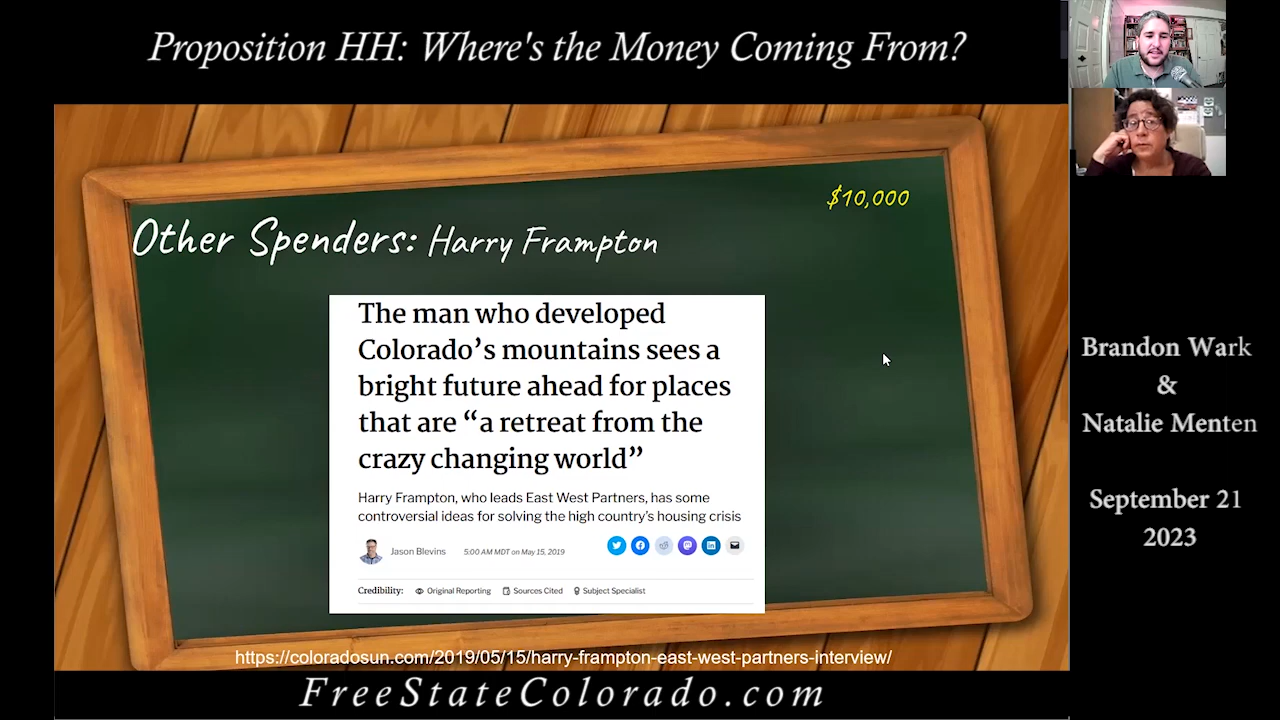 Proposition HH: Where's the Money Coming From?
$10,000
Other Spenders: Harry Frampton
The man who developed
Colorado’s mountains sees a
bright future ahead for places
that are “a retreat from the
crazy changing world”
Harry Frampton, who leads East West Partners, has some
controversial ideas for solving the high country’s housing crisis
Jason Blevins 5:00 AM MDT on May 15, 2019
Credibility: Original Reporting Sources Cited Subject Specialist
https://coloradosun.com/2019/05/15/harry-frampton-east-west-partners-interview/
FreeStateColorado.com
Brandon Wark
&
Natalie Menten
September 21
2023